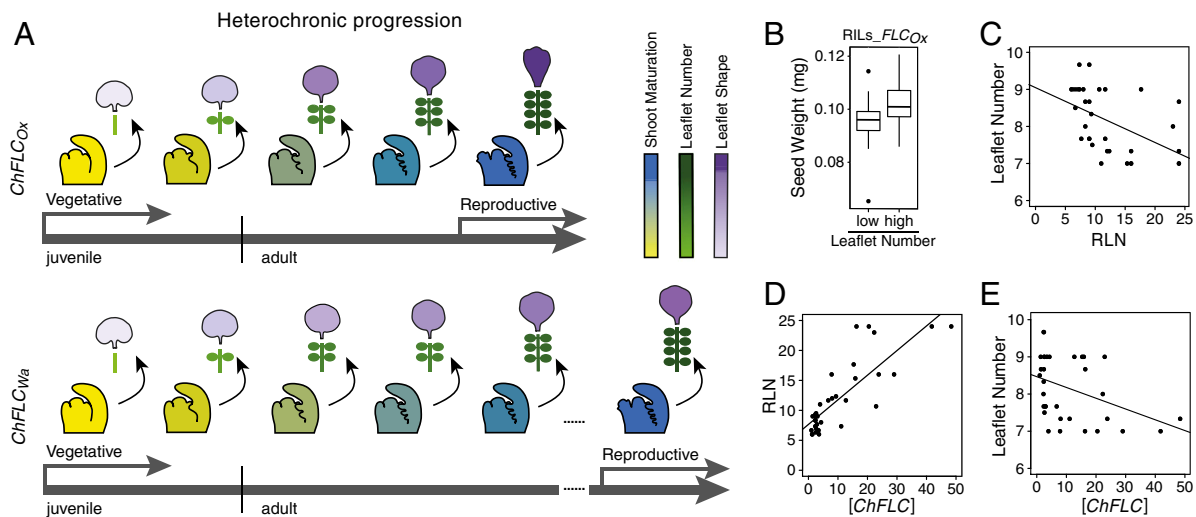 A
Heterochronic progression
ChFLCOx
Vegetative
Reproductive
juvenile
adult
Shoot Maturation
Leaflet Number
Leaflet Shape
ChFLCWa
Vegetative
Reproductive
juvenile
adult
B
RILs_FLCOx
Seed Weight (mg)
0.12
0.10
0.08
low high
Leaflet Number
C
Leaflet Number
10
9
8
7
6
0 5 10 15 20 25
RLN
D
RLN
25
20
15
10
5
0
0 10 20 30 40 50
[ChFLC]
E
Leaflet Number
10
9
8
7
6
0 10 20 30 40 50
[ChFLC]